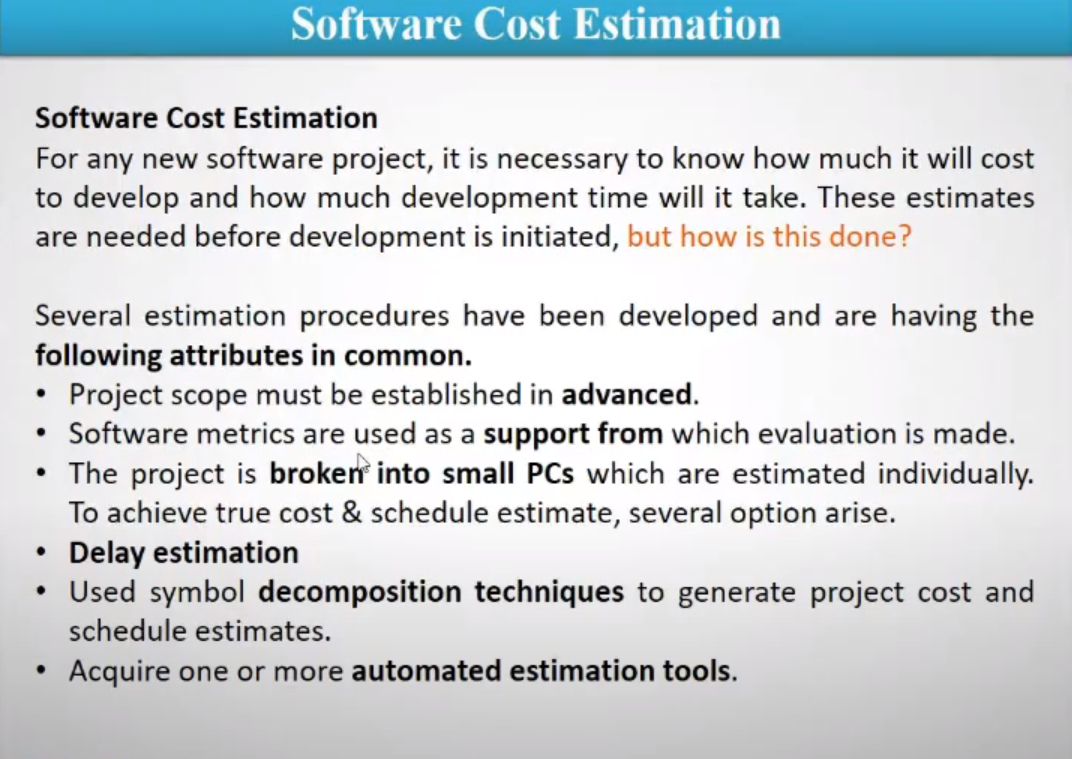 Software Cost Estimation
Software Cost Estimation
For any new software project, it is necessary to know how much it will cost
to develop and how much development time will it take. These estimates
are needed before development is initiated, but how is this done?
Several estimation procedures have been developed and are having the
following attributes in common.
• Project scope must be established in advanced.
• Software metrics are used as a support from which evaluation is made.
• The project is broken into small PCs which are estimated individually.
To achieve true cost & schedule estimate, several option arise.
• Delay estimation
• Used symbol decomposition techniques to generate project cost and
schedule estimates.
• Acquire one or more automated estimation tools.